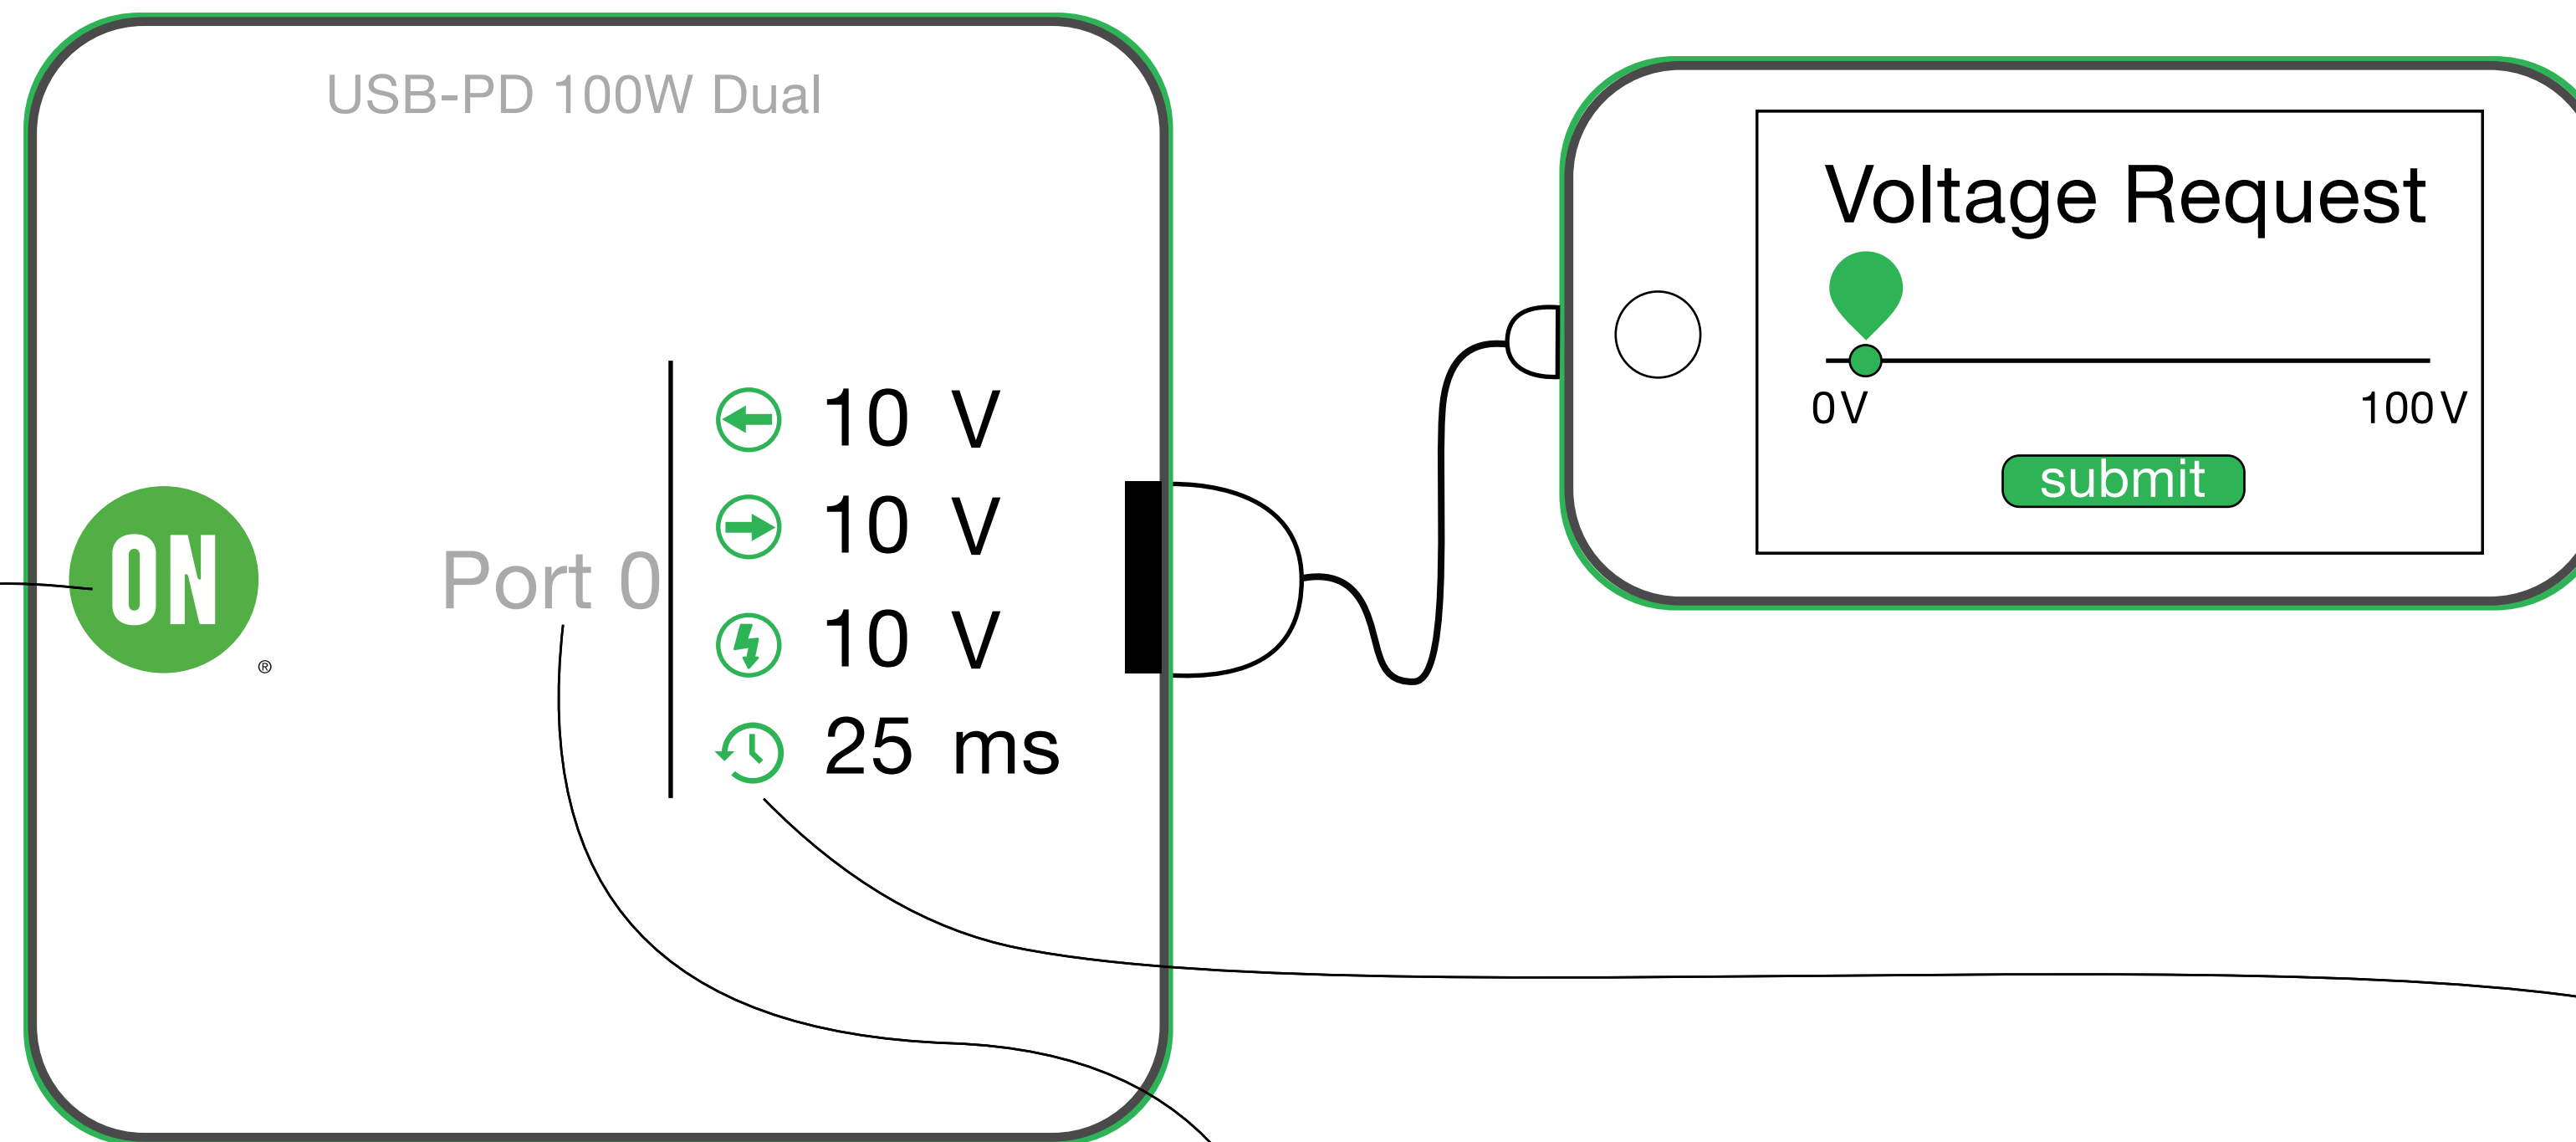 USB-PD 100W Dual
ON
®
Port 0
10 V
10 V
10 V
25 ms
Voltage Request
0V
100V
submit